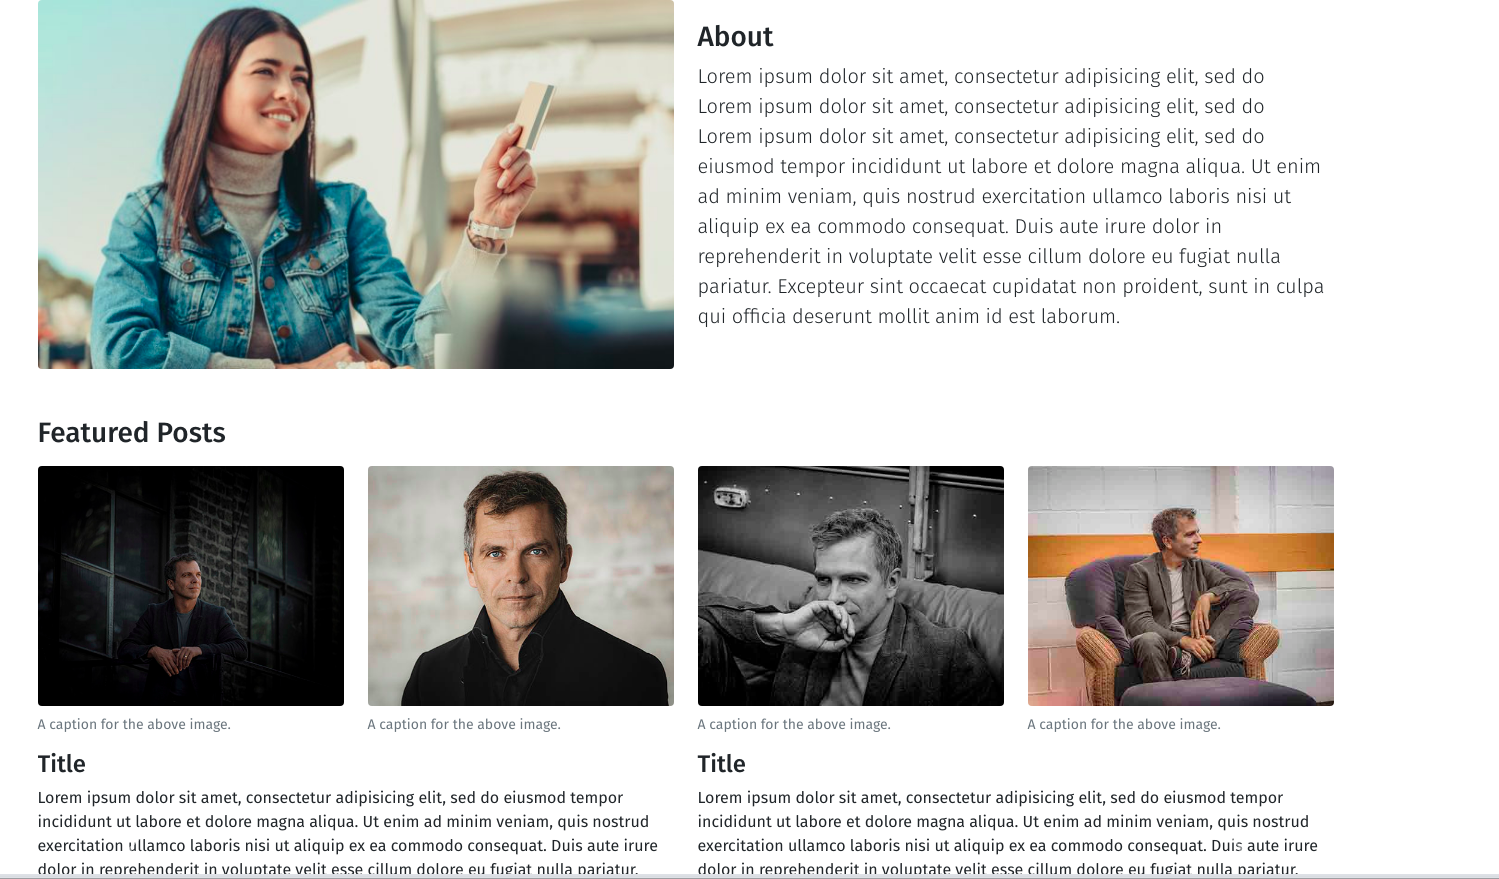 About
Lorem ipsum dolor sit amet, consectetur adipisicing elit, sed do
Lorem ipsum dolor sit amet, consectetur adipisicing elit, sed do
Lorem ipsum dolor sit amet, consectetur adipisicing elit, sed do
eiusmod tempor incididunt ut labore et dolore magna aliqua. Ut enim
ad minim veniam, quis nostrud exercitation ullamco laboris nisi ut
aliquip ex ea commodo consequat. Duis aute irure dolor in
reprehenderit in voluptate velit esse cillum dolore eu fugiat nulla
pariatur. Excepteur sint occaecat cupidatat non proident, sunt in culpa
qui officia deserunt mollit anim id est laborum.
Featured Posts
A caption for the above image.
A caption for the above image.
A caption for the above image.
A caption for the above image.
Title
Lorem ipsum dolor sit amet, consectetur adipisicing elit, sed do eiusmod tempor
incididunt ut labore et dolore magna aliqua. Ut enim ad minim veniam, quis nostrud
exercitation ullamco laboris nisi ut aliquip ex ea commodo consequat. Duis aute irure
dolor in reprehenderit in voluptate velit esse cillum dolore eu fugiat nulla pariatur.
Title
Lorem ipsum dolor sit amet, consectetur adipisicing elit, sed do eiusmod tempor
incididunt ut labore et dolore magna aliqua. Ut enim ad minim veniam, quis nostrud
exercitation ullamco laboris nisi ut aliquip ex ea commodo consequat. Duis aute irure
dolor in reprehenderit in voluptate velit esse cillum dolore eu fugiat nulla pariatur.